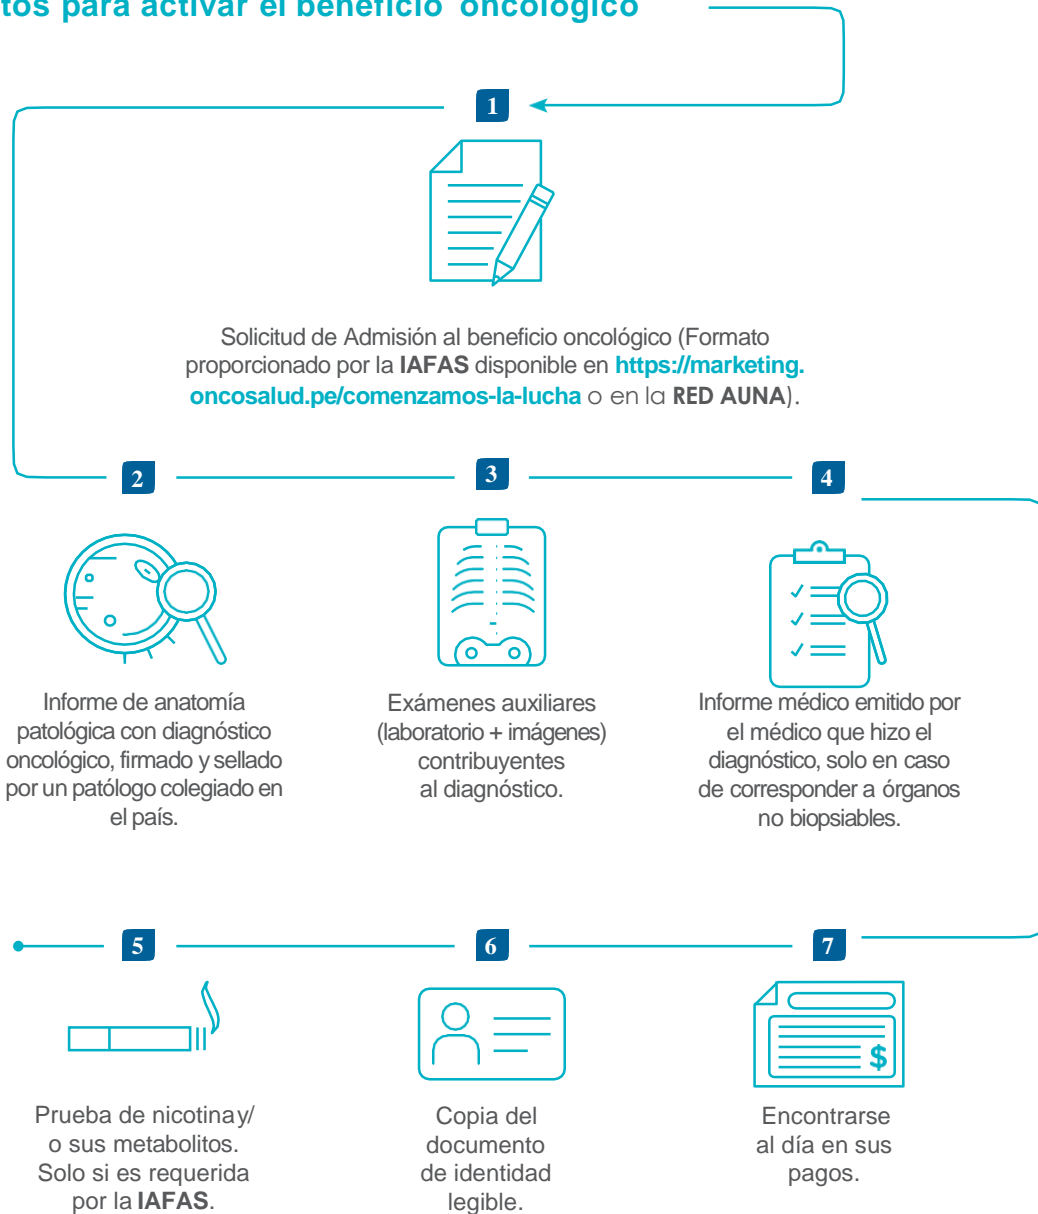 tos para activar el beneficio oncológico
1
Solicitud de Admisión al beneficio oncológico (Formato
proporcionado por la IAFAS disponible en https://marketing.
oncosalud.pe/comenzamos-la-lucha o en la RED AUNA).
2
Informe de anatomía
patológica con diagnóstico
oncológico, firmado y sellado
por un patólogo colegiado en
el país.
3
Exámenes auxiliares
(laboratorio + imágenes)
contribuyentes
al diagnóstico.
4
Informe médico emitido por
el médico que hizo el
diagnóstico, solo en caso
de corresponder a órganos
no biopsiables.
5
Prueba de nicotina y/
o sus metabolitos.
Solo si es requerida
por la IAFAS.
6
Copia del
documento
de identidad
legible.
7
$
Encontrarse
al día en sus
pagos.